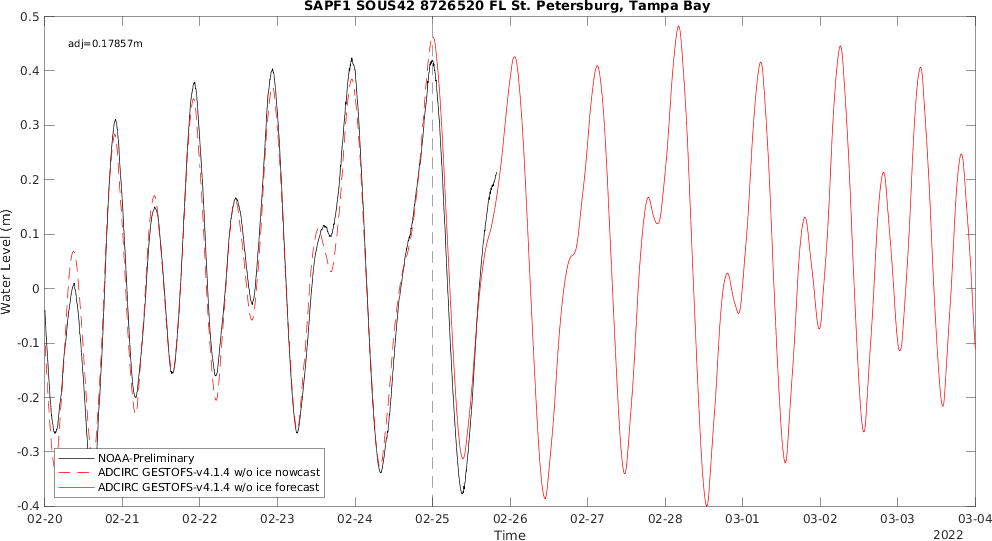 SAPF1 SOUS42 8726520 FL St. Petersburg, Tampa Bay
adj=0.17857m
0.5
0.4
0.3
0.2
0.1
0
-0.1
-0.2
-0.3
-0.4
Water Level (m)
NOAA-Preliminary
ADCIRC GESTOFS-v4.1.4 w/o ice nowcast
ADCIRC GESTOFS-v4.1.4 w/o ice forecast
02-20 02-21 02-22 02-23 02-24 02-25 02-26 02-27 02-28 03-01 03-02 03-03 03-04
Time
2022